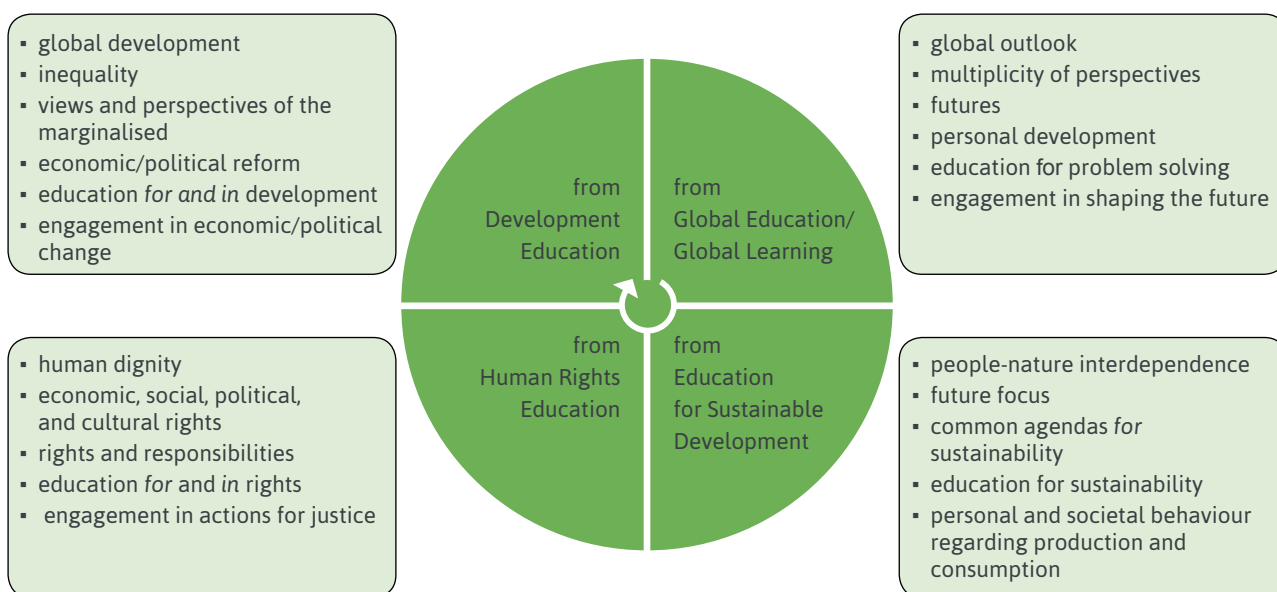 ▪ global development
▪ inequality
▪ views and perspectives of the
marginalised
▪ economic/political reform
▪ education for and in development
▪ engagement in economic/political
change
from
Development
Education
from
Global Education/
Global Learning
▪ global outlook
▪ multiplicity of perspectives
▪ futures
▪ personal development
▪ education for problem solving
▪ engagement in shaping the future
▪ human dignity
▪ economic, social, political,
and cultural rights
▪ rights and responsibilities
▪ education for and in rights
▪ engagement in actions for justice
from
Human Rights
Education
from
Education
for Sustainable
Development
▪ people-nature interdependence
▪ future focus
▪ common agendas for
sustainability
▪ education for sustainability
▪ personal and societal behaviour
regarding production and
consumption